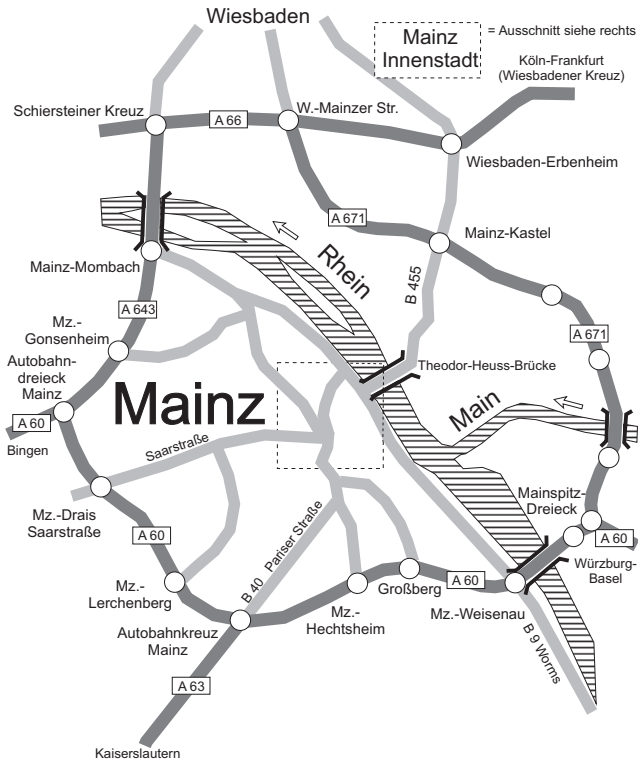 Wiesbaden
Mainz
Innenstadt
= Ausschnitt siehe rechts
Köln-Frankfurt
(Wiesbadener Kreuz)
Schiersteiner Kreuz
A 66
W.-Mainzer Str.
Wiesbaden-Erbenheim
A 671
Mainz-Kastel
Rhein
B 455
Mainz-Mombach
A 643
Mz.-
Gonsenheim
A 671
Autobahn-
dreieck
Mainz
Theodor-Heuss-Brücke
Mainz
Main
A 60
Bingen
Saarstraße
Mainspitz-
Dreieck
Mz.-Drais
Saarstraße
A 60
A 60
Würzburg-
Basel
B 40 Pariser Straße
Mz.-
Lerchenberg
Großberg
A 60
Mz.-
Hechtsheim
Mz.-Weisenau
Autobahnkreuz
Mainz
B 9 Worms
A 63
Kaiserslautern